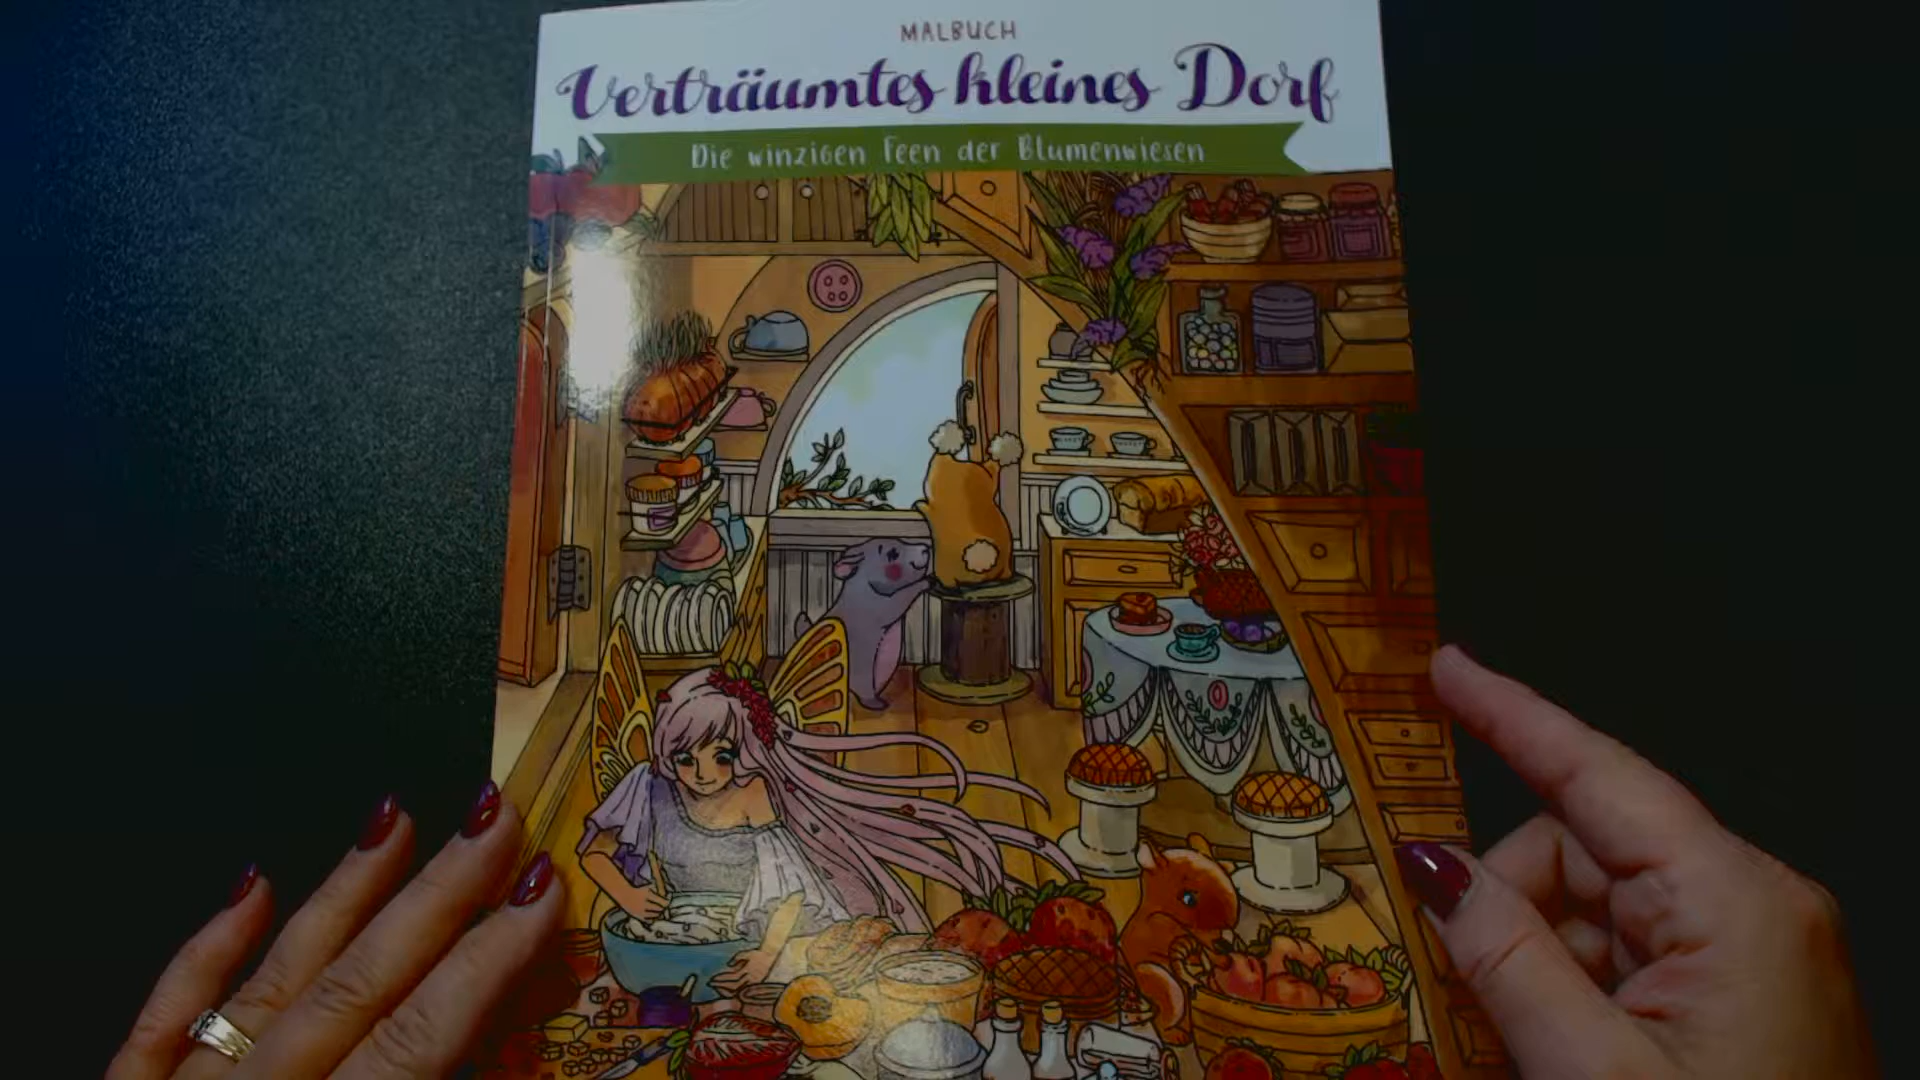 MALBUCH
Verträumtes kleines Dorf
Die winzigen Feen der Blumenwiesen